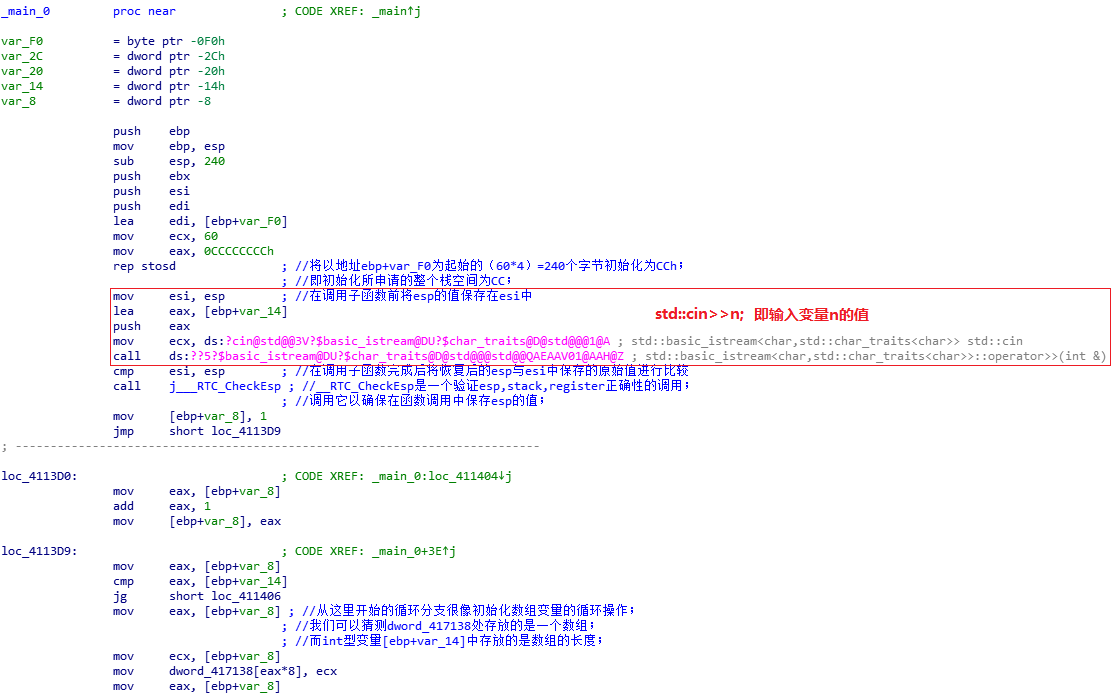 _main_0 proc near ; CODE XREF: _main↑j
var_F0 = byte ptr -0F0h
var_2C = dword ptr -2Ch
var_20 = dword ptr -20h
var_14 = dword ptr -14h
var_8 = dword ptr -8
push ebp
mov ebp, esp
sub esp, 240
push ebx
push esi
push edi
lea edi, [ebp+var_F0]
mov ecx, 60
mov eax, 0CCCCCCCCh
rep stosd ; //将以地址ebp+var_F0为起始的（60*4）=240个字节初始化为CCh；
; //即初始化所申请的整个栈空间为CC；
mov esi, esp ; //在调用子函数前将esp的值保存在esi中
lea eax, [ebp+var_14]
std::cin>>n; 即输入变量n的值
push eax
mov ecx, ds:?cin@std@@3V?$basic_istream@DU?$char_traits@D@std@@@1@A ; std::basic_istream<char,std::char_traits<char>> std::cin
call ds:??5?$basic_istream@DU?$char_traits@D@std@@@std@@QAEAAV01@AAH@Z ; std::basic_istream<char,std::char_traits<char>>::operator>>(int &)
cmp esi, esp ; //在调用子函数完成后将恢复后的esp与esi中保存的原始值进行比较
call j___RTC_CheckEsp ; //__RTC_CheckEsp是一个验证esp,stack,register正确性的调用；
; //调用它以确保在函数调用中保存esp的值；
mov [ebp+var_8], 1
jmp short loc_4113D9
; ---------------------------------------------------------------------------
loc_4113D0: ; CODE XREF: _main_0:loc_411404↓j
mov eax, [ebp+var_8]
add eax, 1
mov [ebp+var_8], eax
loc_4113D9: ; CODE XREF: _main_0+3E↑j
mov eax, [ebp+var_8]
cmp eax, [ebp+var_14]
jg short loc_411406
mov eax, [ebp+var_8] ; //从这里开始的循环分支很像初始化数组变量的循环操作；
; //我们可以猜测dword_417138处存放的是一个数组；
; //而int型变量[ebp+var_14]中存放的是数组的长度；
mov ecx, [ebp+var_8]
mov dword_417138[eax*8], ecx
mov eax, [ebp+var_8]